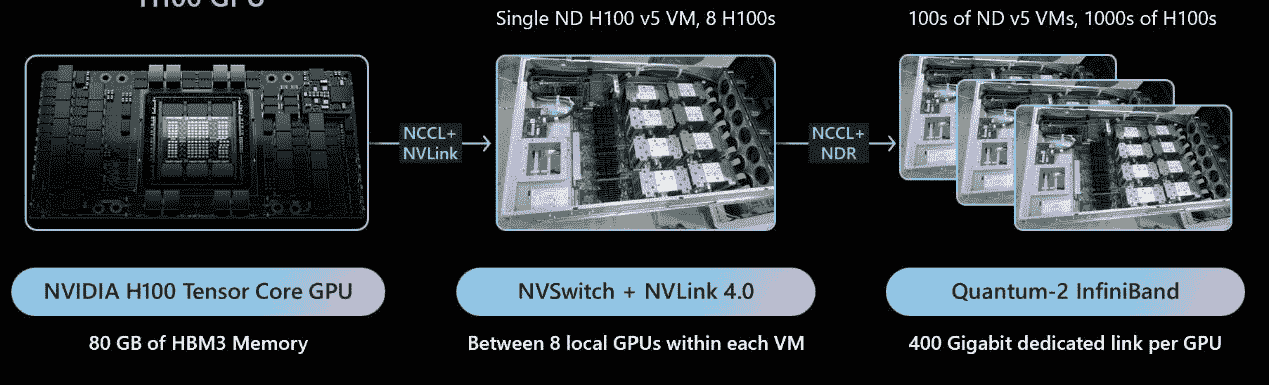 H100 GPU
Single ND H100 v5 VM, 8 H100s
100s of ND v5 VMs, 1000s of H100s
NCCL+
NVLink
NCCL+
NDR
NVIDIA H100 Tensor Core GPU
NVSwitch + NVLink 4.0
Quantum-2 InfiniBand
80 GB of HBM3 Memory
Between 8 local GPUs within each VM
400 Gigabit dedicated link per GPU